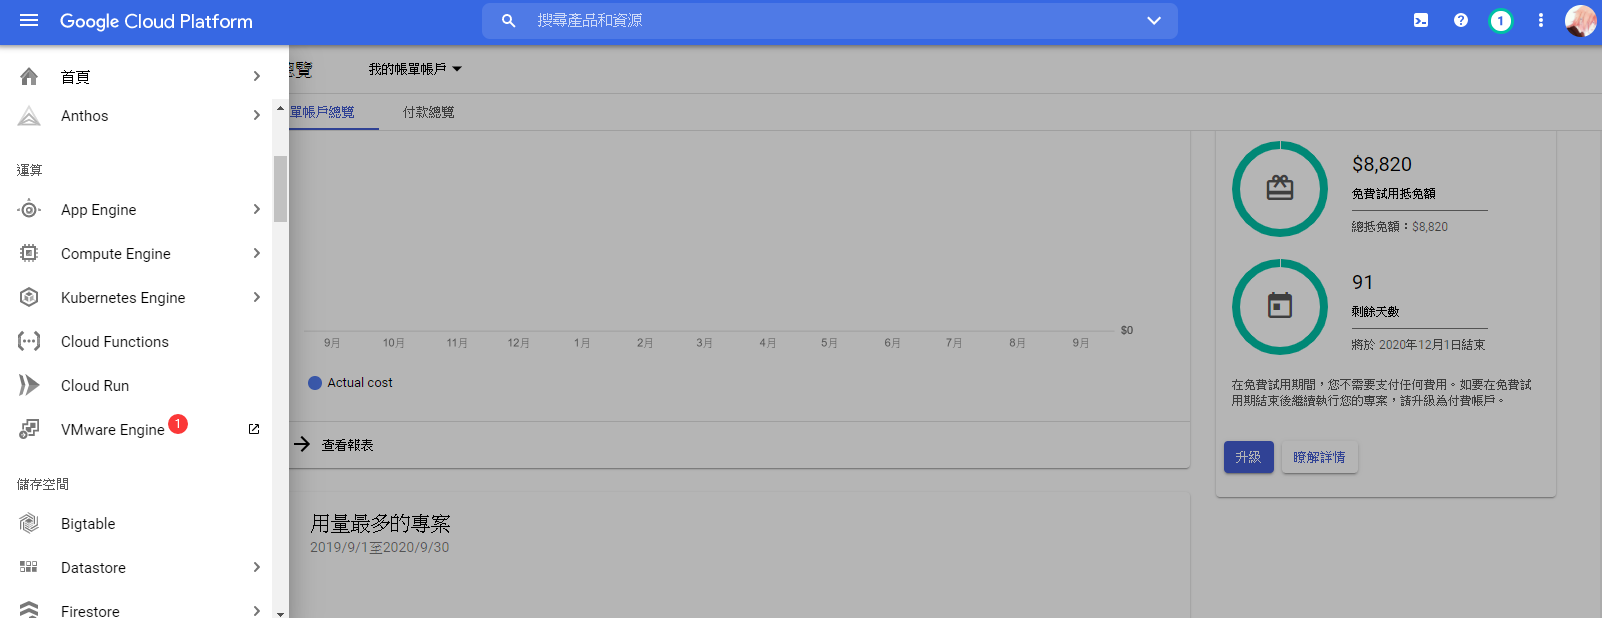 Google Cloud Platform
搜尋產品和資源
1
首頁
Anthos
運算
App Engine
Compute Engine
Kubernetes Engine
Cloud Functions
Cloud Run
VMware Engine 1
儲存空間
Bigtable
Datastore
Firestore
總覽
我的帳單帳戶
單帳戶總覽
付款總覽
$0
9月 10月 11月 12月 1月 2月 3月 4月 5月 6月 7月 8月 9月
Actual cost
查看報表
用量最多的專案
2019/9/1至2020/9/30
$8,820
免費試用抵免額
總抵免額：$8,820
91
剩餘天數
將於 2020年12月1日結束
在免費試用期間，您不需要支付任何費用。如要在免費試
用期結束後繼續執行您的專案，請升級為付費帳戶。
升級
瞭解詳情